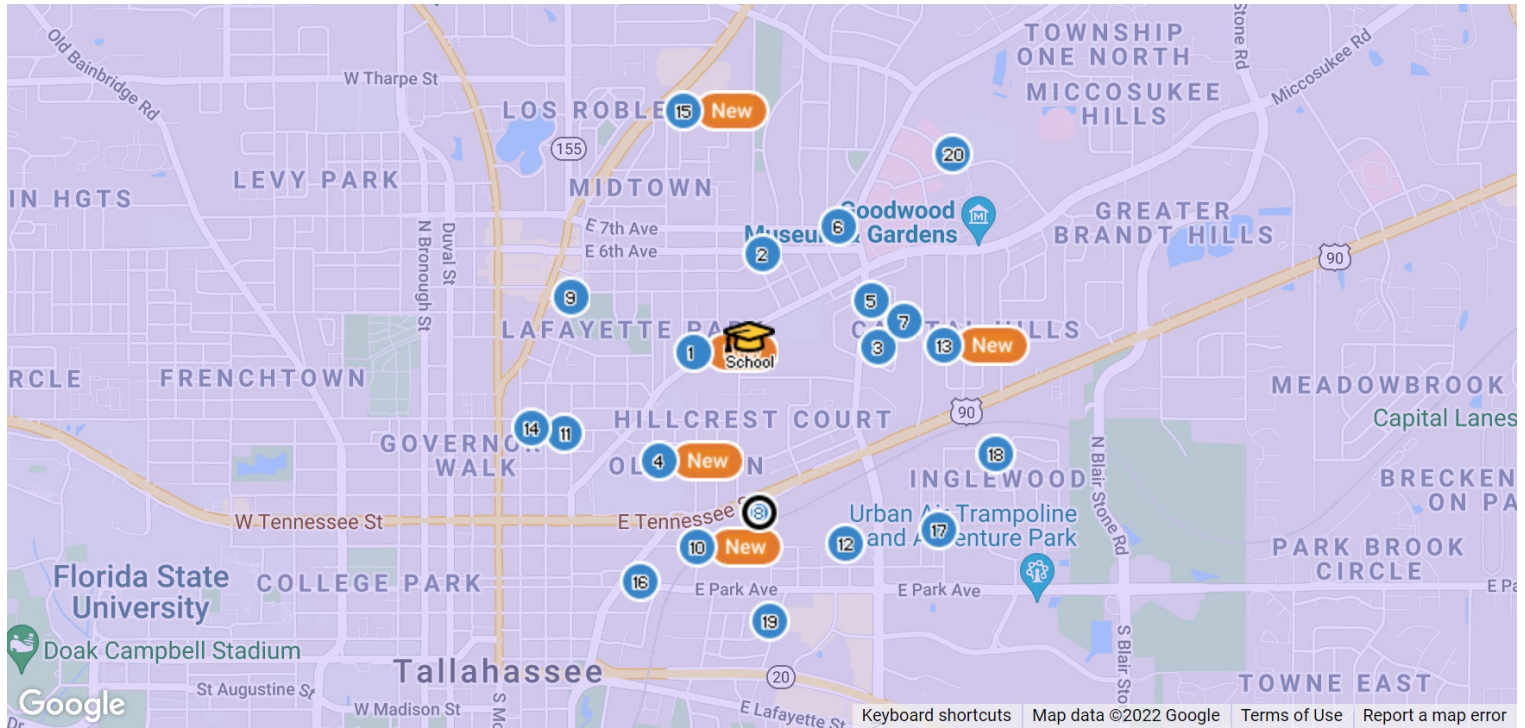 Old Bainbridge Rd
W Tharpe St
LOS ROBLE
15 New
155
TOWNSHIP
ONE NORTH
Stone Rd
Miccosukee Rd
MICCOSUKEE
HILLS
20
IN HGTS
LEVY PARK
MIDTOWN
N Bronough St
Duval St
E 7th Ave
E 6th Ave
6
2
Goodwood
Museum & Gardens
GREATER
BRANDT HILLS
90
9
5
7
3
LAFAYETTE PARK
CAPITAL HILLS
13 New
1
School
RCLE
FRENCHTOWN
MEADOWBROOK
Capital Lanes
90
HILLCREST COURT
14
11
GOVERNOR
WALK
4 New
18
INGLEWOOD
N Blair Stone Rd
BRECKEN
ON PA
W Tennessee St
E Tennessee S
8
10 New
12
17
Urban Air Trampoline
and Adventure Park
PARK BROOK
CIRCLE
Florida State
University
COLLEGE PARK
16
E Park Ave
E Park Ave
E Pa
19
Doak Campbell Stadium
Tallahassee
20
S Blair Sto
TOWNE EAST
St Augustine St
W Madison St
S Mo
E Lafayette St
Dr
Google
Keyboard shortcuts
Map data ©2022 Google
Terms of Use
Report a map error